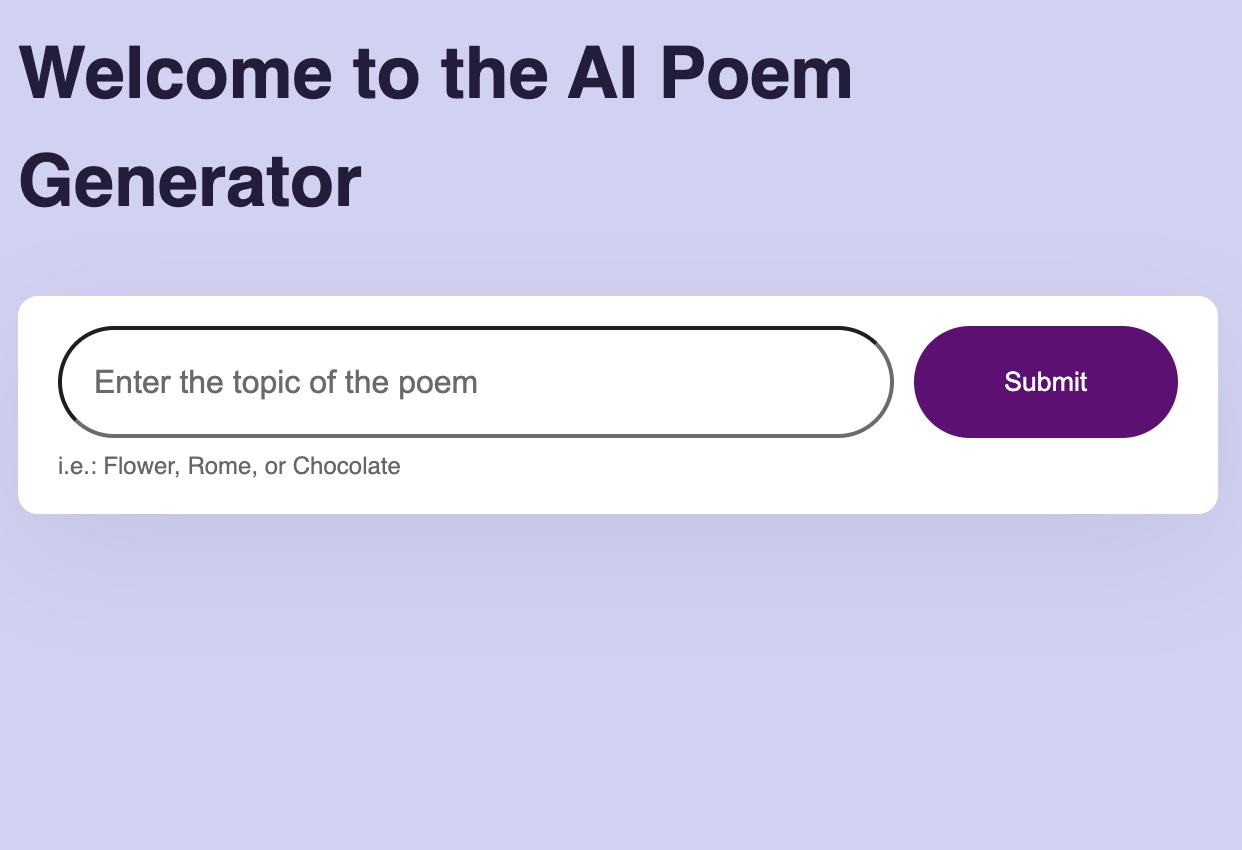 Welcome to the AI Poem
Generator
Enter the topic of the poem
Submit
i.e.: Flower, Rome, or Chocolate